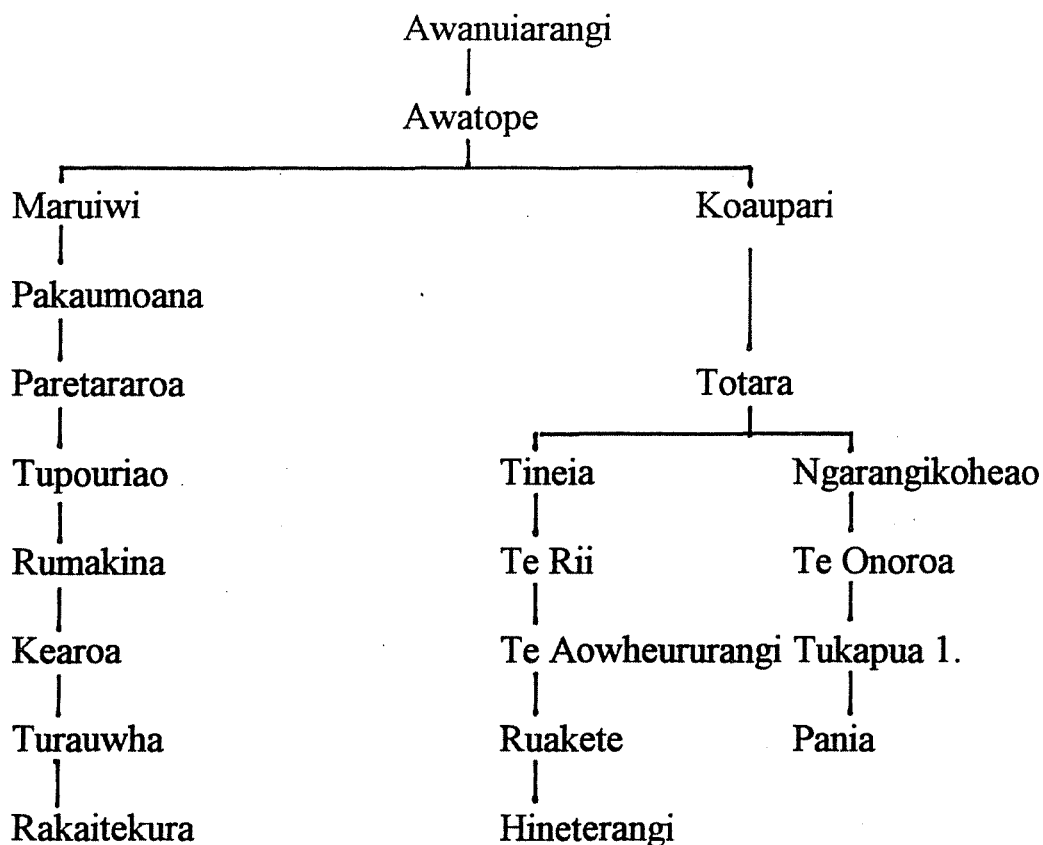 Awanuiarangi
Awatope
Maruiwi Koaupari
Pakaumoana
Paretararoa Totara
Tupouriao Tineia Ngarangikoheao
Rumakina Te Rii Te Onoroa
Kearoa Te Aowheururangi Tukapua 1.
Turauwha Ruakete Pania
Rakaitekura Hineterangi